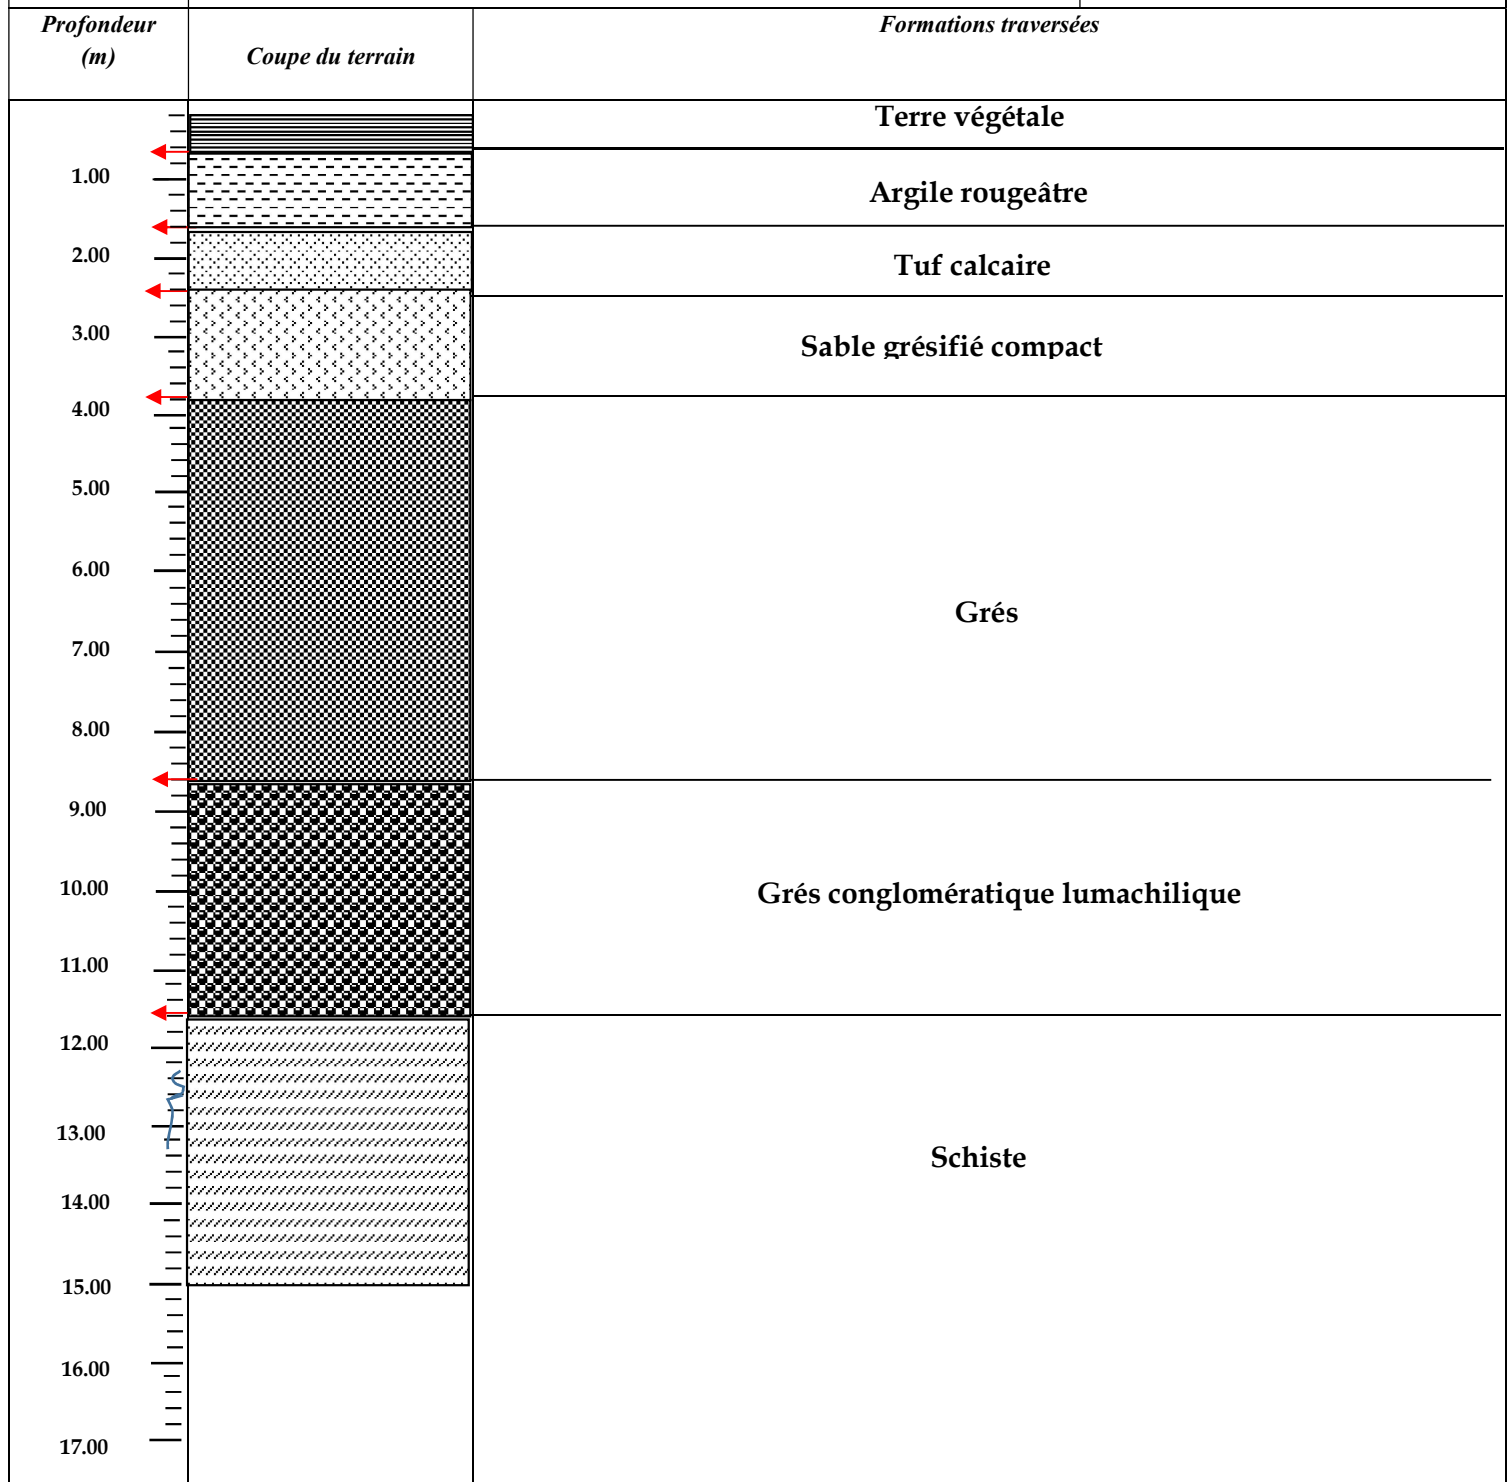 Profondeur
(m)
Coupe du terrain
Formations traversées
Terre végétale
1.00
Argile rougeâtre
2.00
Tuf calcaire
3.00
Sable grésifié compact
4.00
5.00
6.00
Grés
7.00
8.00
9.00
10.00
Grés conglomératique lumachilique
11.00
12.00
13.00
Schiste
14.00
15.00
16.00
17.00